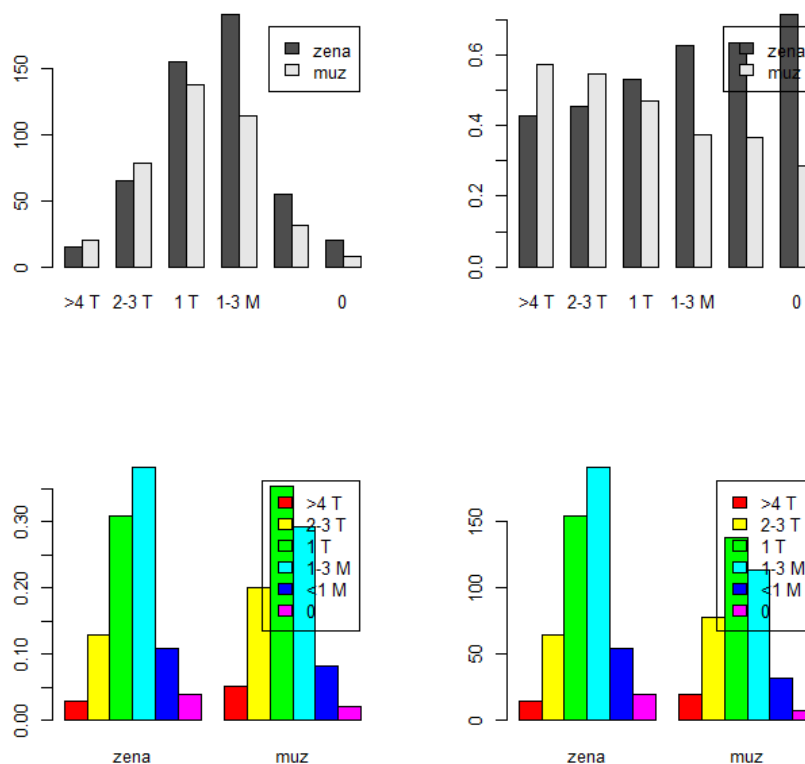 150
100
50
0
zena
muz
>4 T 2-3 T 1 T 1-3 M 0
0.6
0.4
0.2
0.0
zena
muz
>4 T 2-3 T 1 T 1-3 M 0
0.30
0.20
0.10
0.00
>4 T
2-3 T
1 T
1-3 M
<1 M
0
zena muz
150
100
50
0
>4 T
2-3 T
1 T
1-3 M
<1 M
0
zena muz